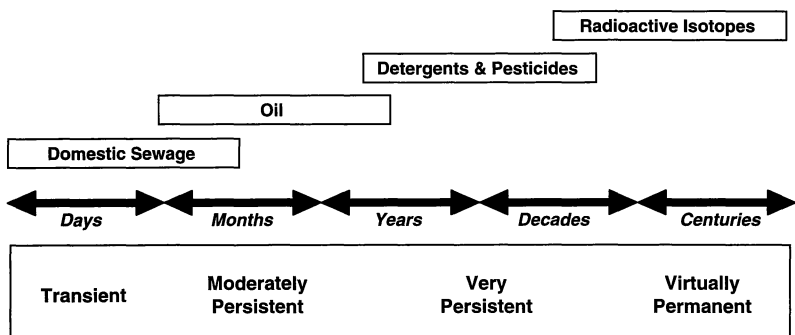 Radioactive Isotopes
Detergents & Pesticides
Oil
Domestic Sewage
Days Months Years Decades Centuries
Transient Moderately Persistent Very Persistent Virtually Permanent